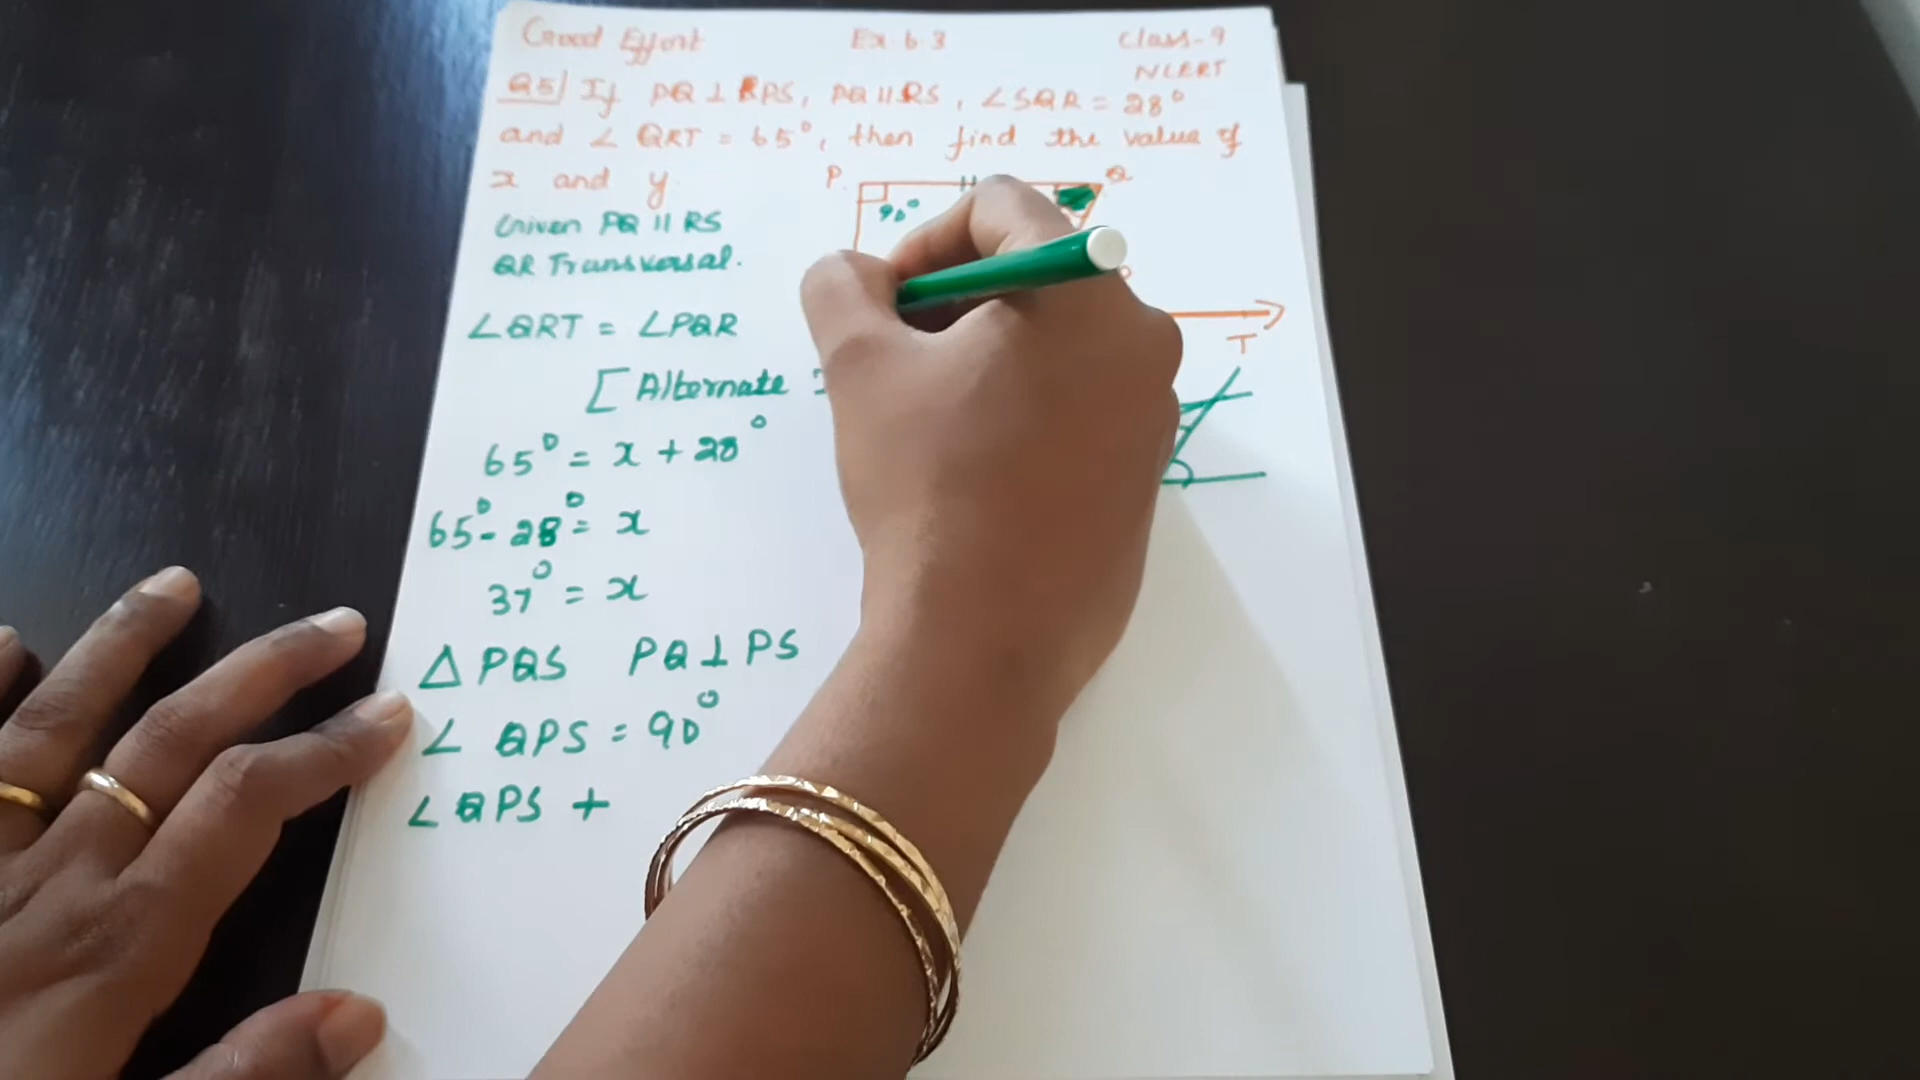 Good Effort Ex. 6.3 Class-9
NCERT
Q5/ If PQ ⊥ PS, PQ || RS, ∠SQR = 28°
and ∠ QRT = 65°, then find the value of
x and y.
P Q
90°
T
Given PQ || RS
QR Transversal.
∠QRT = ∠PQR
[Alternate
65° = x + 28°
65° - 28° = x
37° = x
△ PQS PQ ⊥ PS
∠ QPS = 90°
∠QPS +